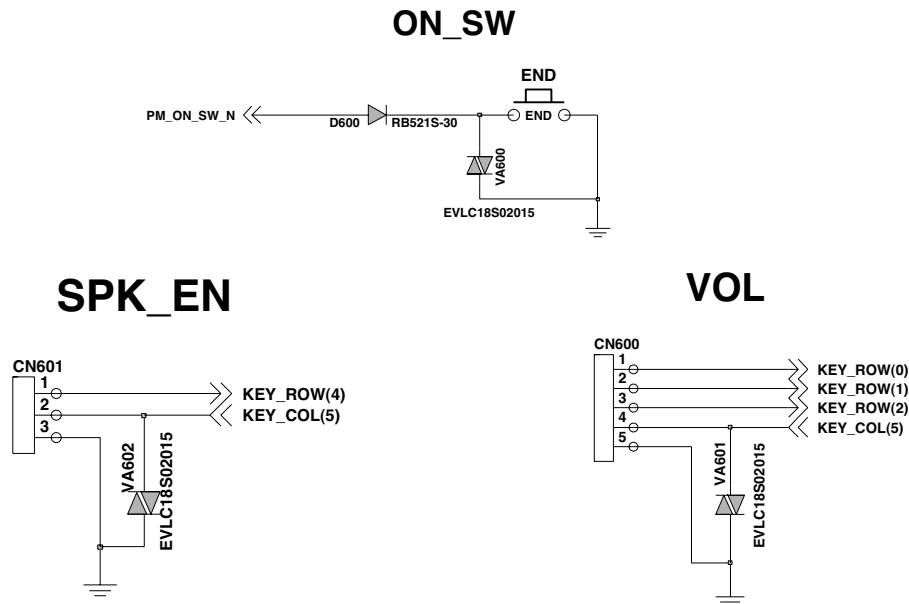 ON_SW
END
PM_ON_SW_N
END
D600
RB521S-30
VA600
EVLC18S02015
SPK_EN
CN601
1
KEY_ROW(4)
2
KEY_COL(5)
3
VA602
EVLC18S02015
VOL
CN600
1
KEY_ROW(0)
2
KEY_ROW(1)
3
KEY_ROW(2)
4
KEY_COL(5)
5
VA601
EVLC18S02015